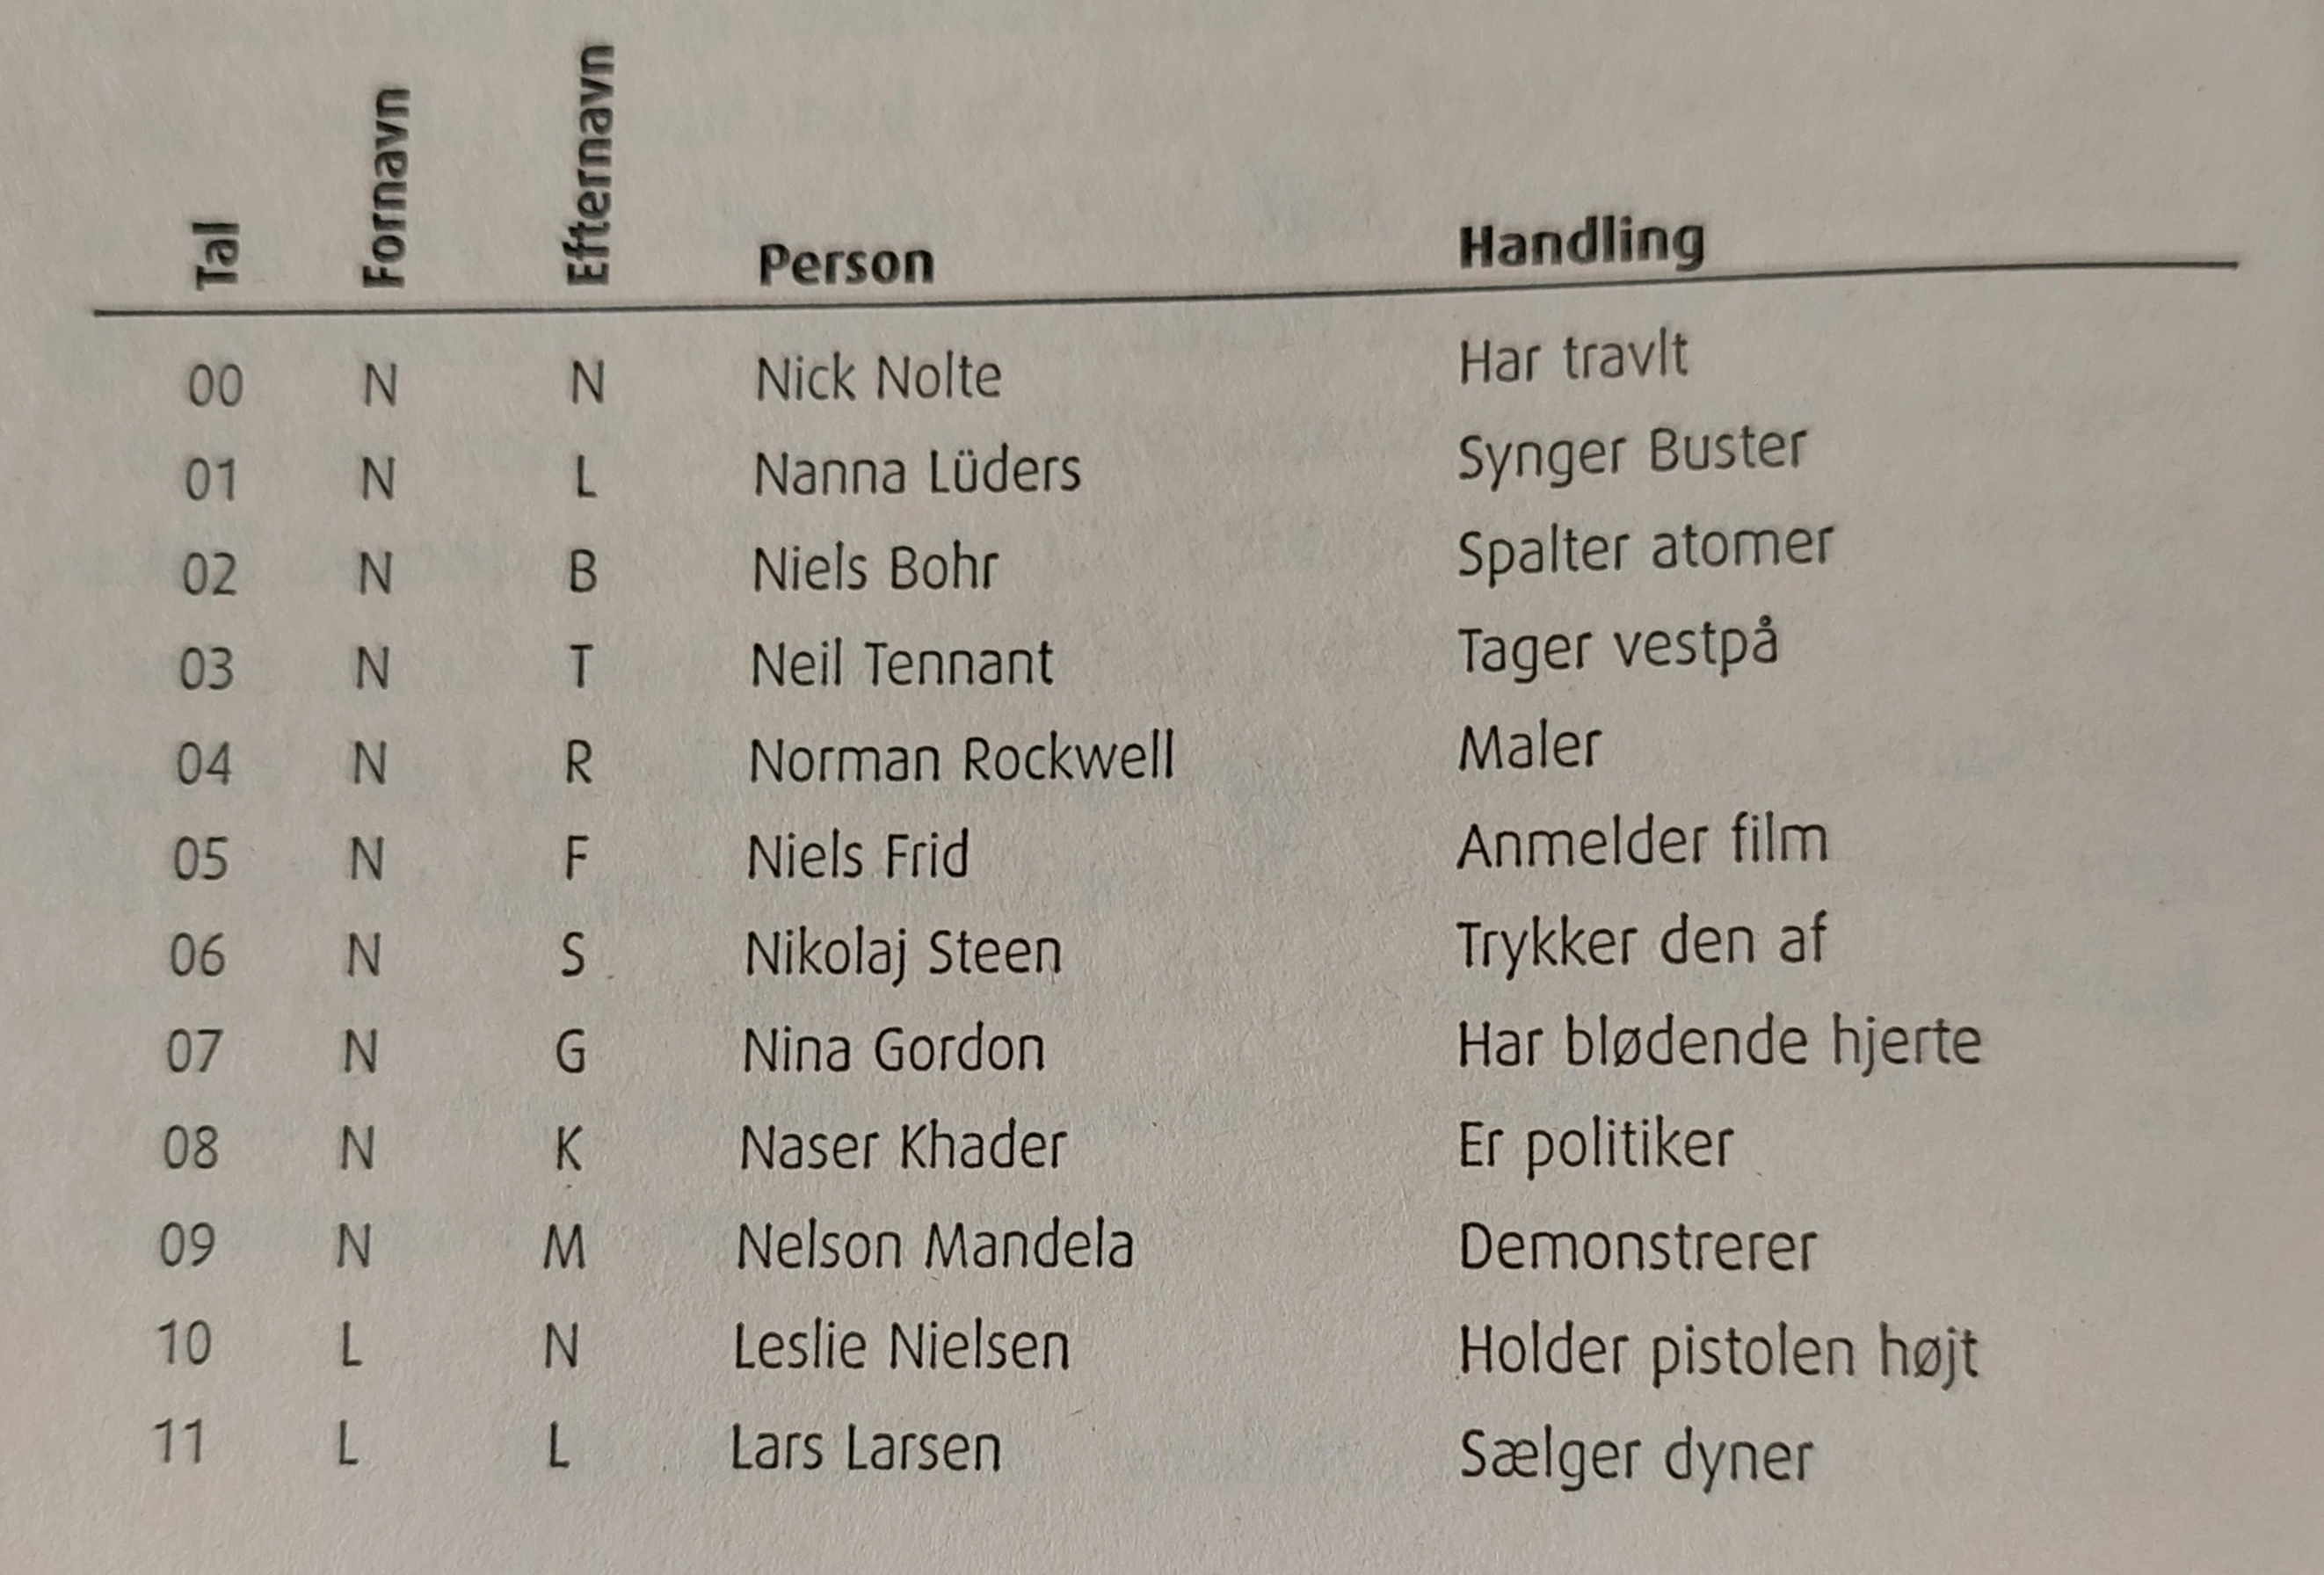 Tal Fornavn Efternavn Person Handling
00 N N Nick Nolte Har travlt
01 N L Nanna Lüders Synger Buster
02 N B Niels Bohr Spalter atomer
03 N T Neil Tennant Tager vestpå
04 N R Norman Rockwell Maler
05 N F Niels Frid Anmelder film
06 N S Nikolaj Steen Trykker den af
07 N G Nina Gordon Har blødende hjerte
08 N K Naser Khader Er politiker
09 N M Nelson Mandela Demonstrerer
10 L N Leslie Nielsen Holder pistolen højt
11 L L Lars Larsen Sælger dyner